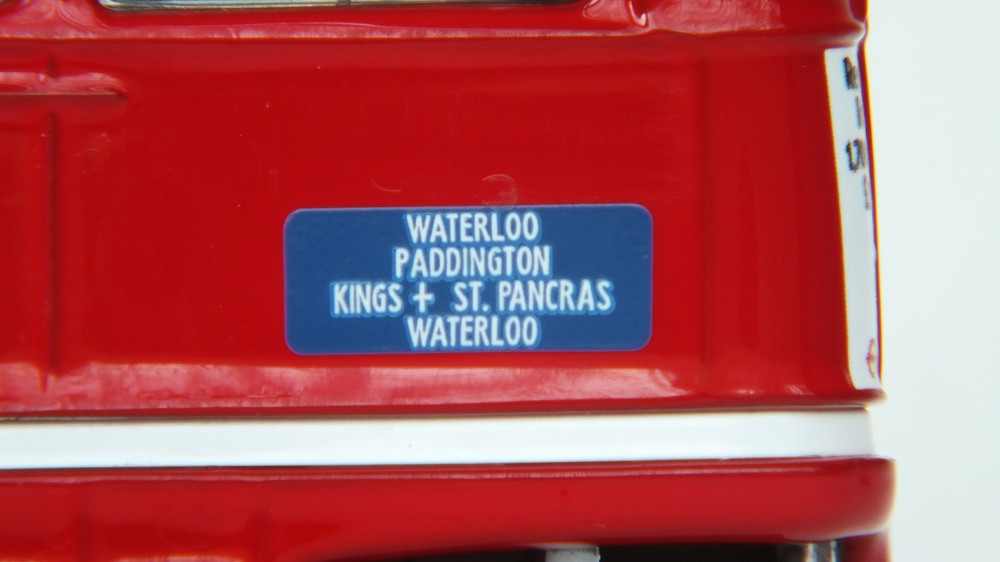 WATERLOO
PADDINGTON
KINGS + ST. PANCRAS
WATERLOO